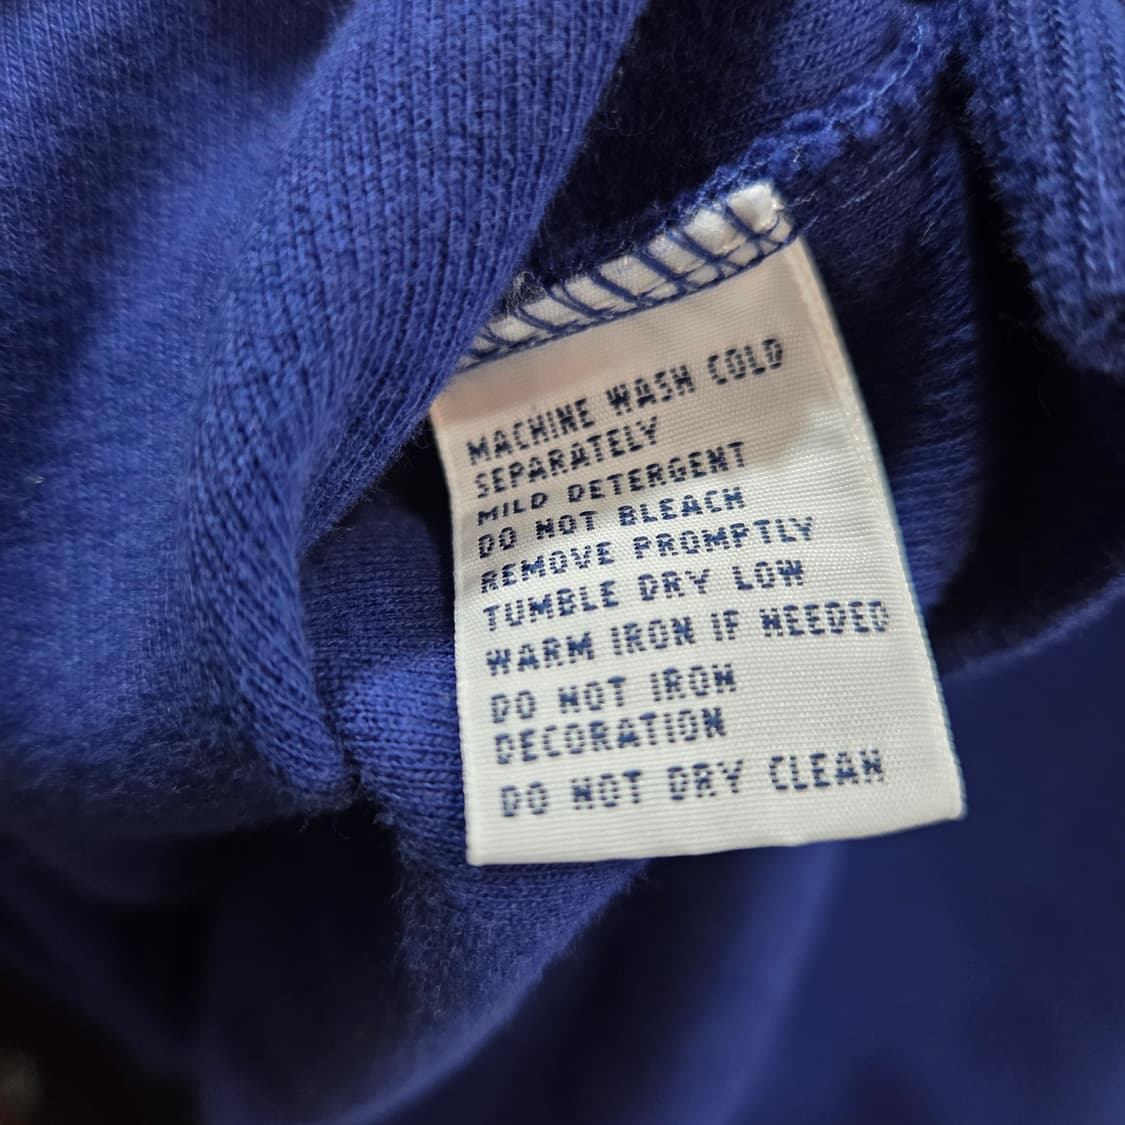 MACHINE WASH COLD
SEPARATELY
MILD DETERGENT
DO NOT BLEACH
REMOVE PROMPTLY
TUMBLE DRY LOW
WARM IRON IF NEEDED
DO NOT IRON
DECORATION
DO NOT DRY CLEAN